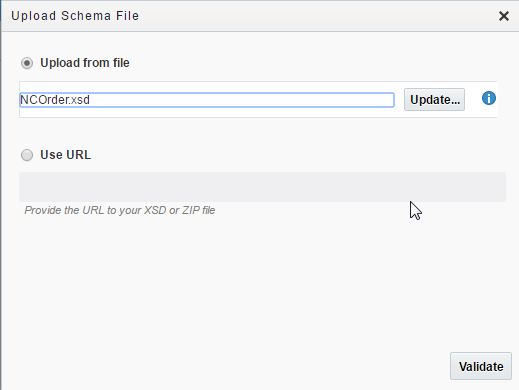 Upload Schema File
Upload from file
NCOrder.xsd
Update...
Use URL
Provide the URL to your XSD or ZIP file
Validate